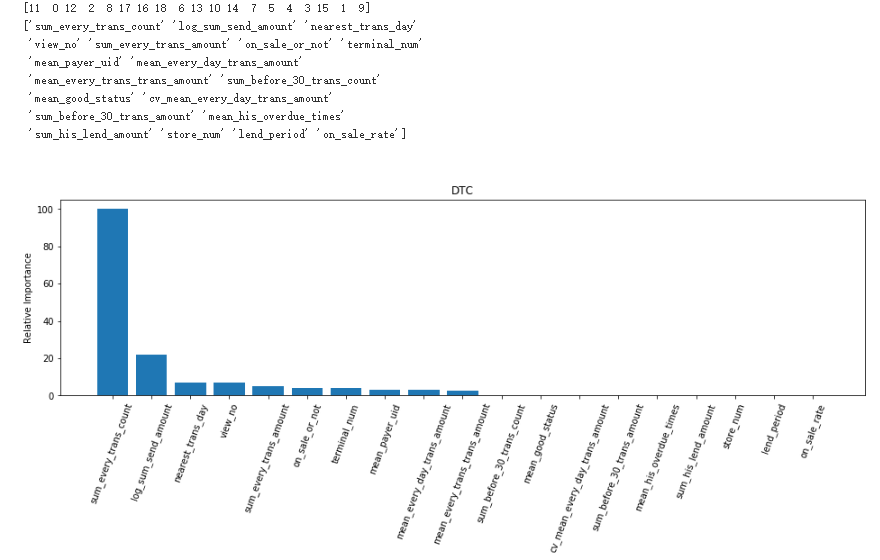 [11  0 12  2  8 17 16 18  6 13 10 14  7  5  4  3 15  1  9]
['sum_every_trans_count' 'log_sum_send_amount' 'nearest_trans_day'
 'view_no' 'sum_every_trans_amount' 'on_sale_or_not' 'terminal_num'
 'mean_payer_uid' 'mean_every_day_trans_amount'
 'mean_every_trans_trans_amount' 'sum_before_30_trans_count'
 'mean_good_status' 'cv_mean_every_day_trans_amount'
 'sum_before_30_trans_amount' 'mean_his_overdue_times'
 'sum_his_lend_amount' 'store_num' 'lend_period' 'on_sale_rate']
DTC
Relative Importance
100
80
60
40
20
0
sum_every_trans_count
log_sum_send_amount
nearest_trans_day
view_no
sum_every_trans_amount
on_sale_or_not
terminal_num
mean_payer_uid
mean_every_day_trans_amount
mean_every_trans_trans_amount
sum_before_30_trans_count
mean_good_status
cv_mean_every_day_trans_amount
sum_before_30_trans_amount
mean_his_overdue_times
sum_his_lend_amount
store_num
lend_period
on_sale_rate